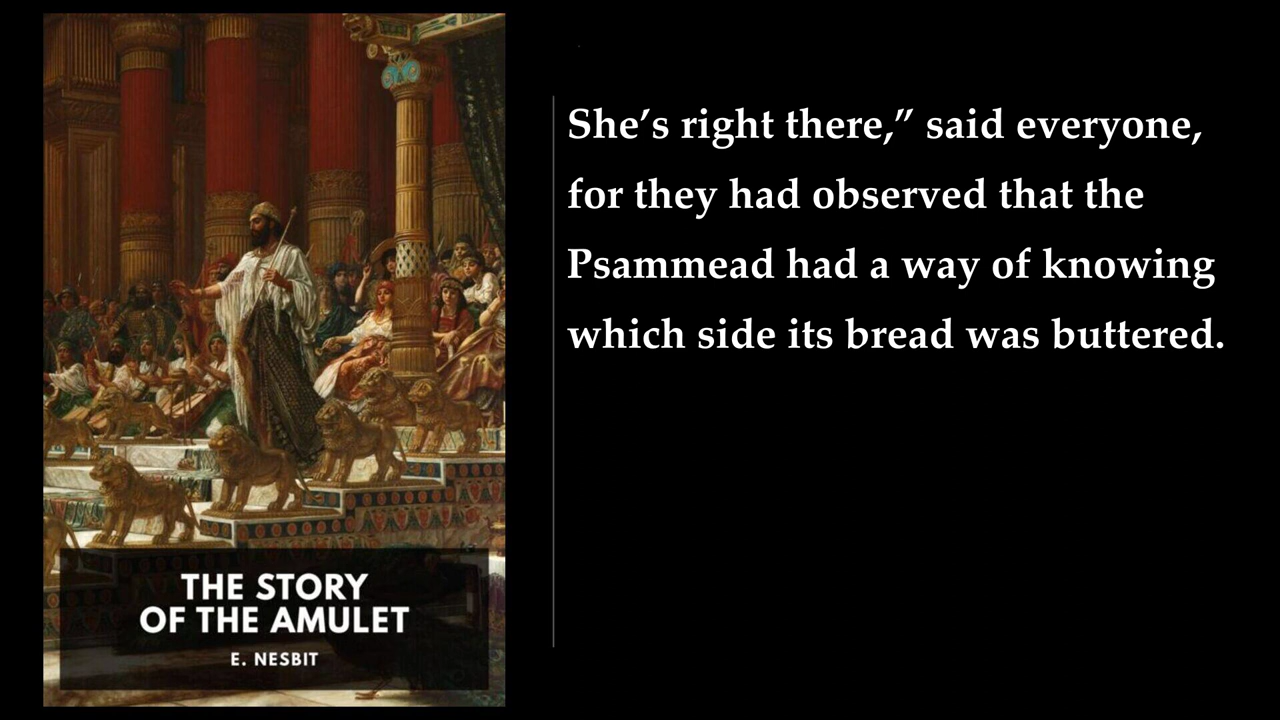 She’s right there,” said everyone,
for they had observed that the
Psammead had a way of knowing
which side its bread was buttered.
THE STORY
OF THE AMULET
E. NESBIT